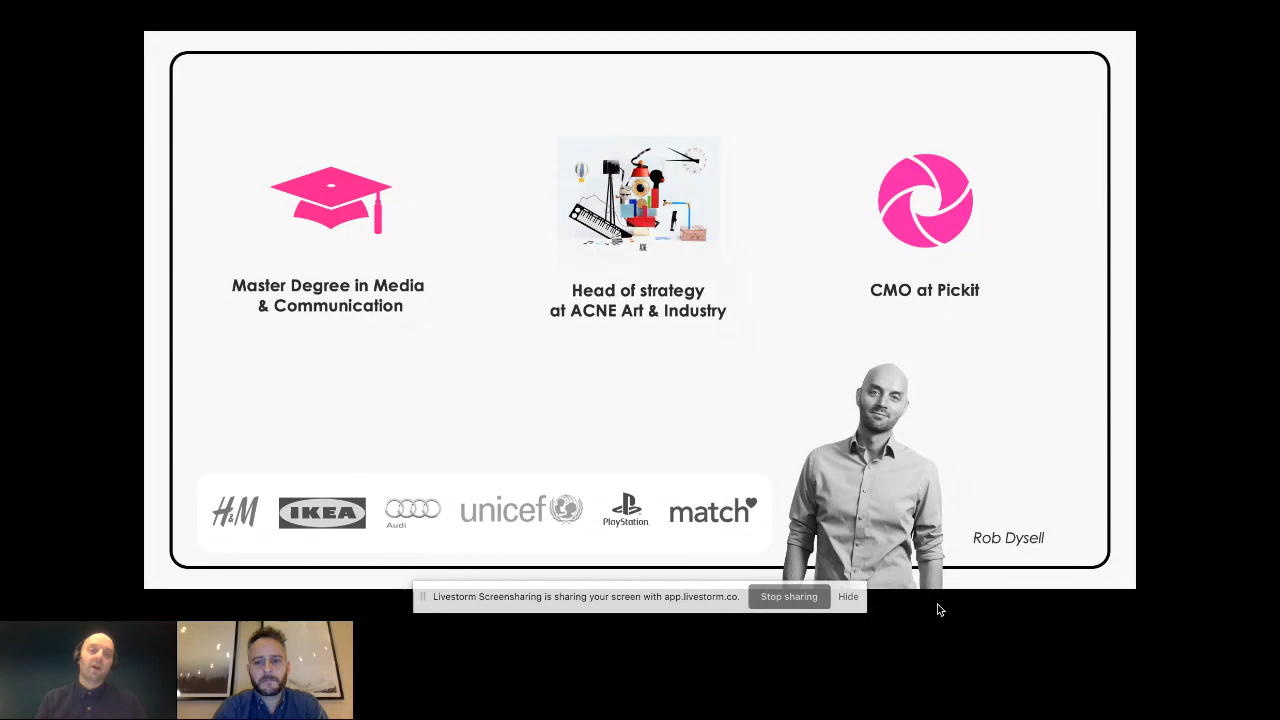 Master Degree in Media
& Communication
Head of strategy
at ACNE Art & Industry
CMO at Pickit
H&M
IKEA
Audi
unicef
PlayStation
match
Rob Dysell
Livestorm Screensharing is sharing your screen with app.livestorm.co.
Stop sharing
Hide